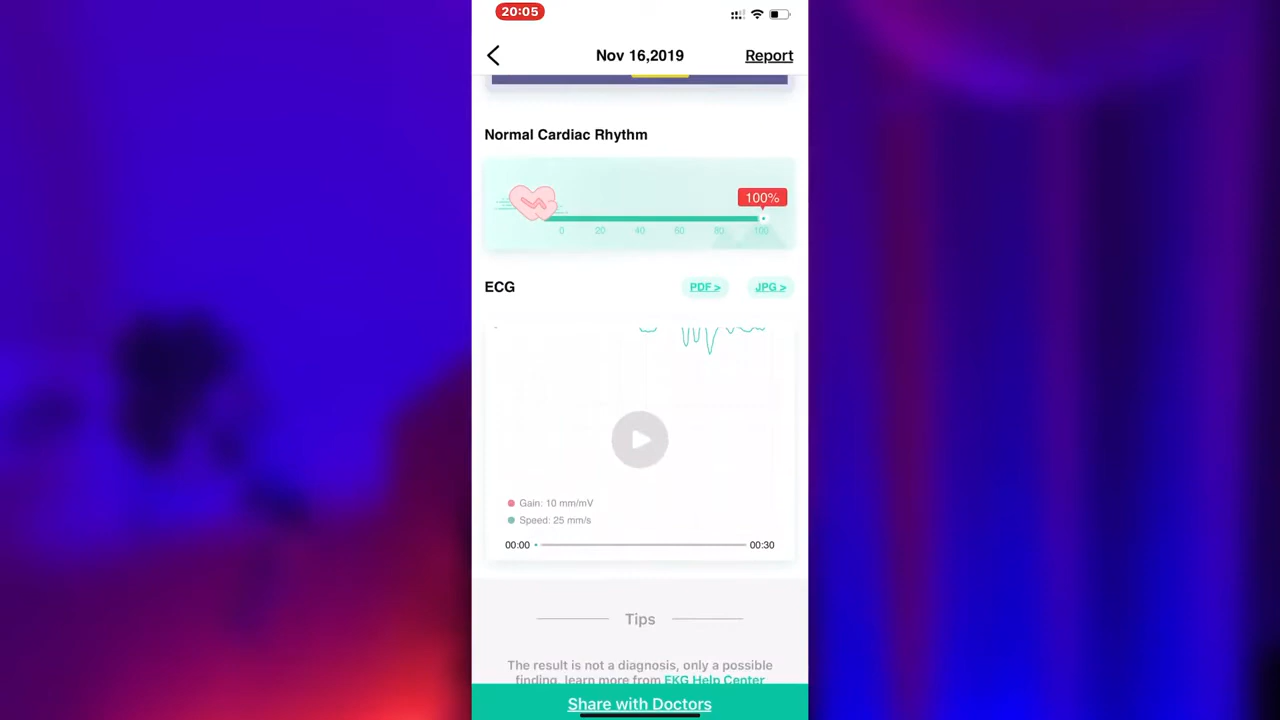 20:05
Nov 16,2019
Report
Normal Cardiac Rhythm
100%
0 20 40 60 80 100
ECG
PDF >
JPG >
Gain: 10 mm/mV
Speed: 25 mm/s
00:00
00:30
Tips
The result is not a diagnosis, only a possible
finding, learn more from EKG Help Center
Share with Doctors